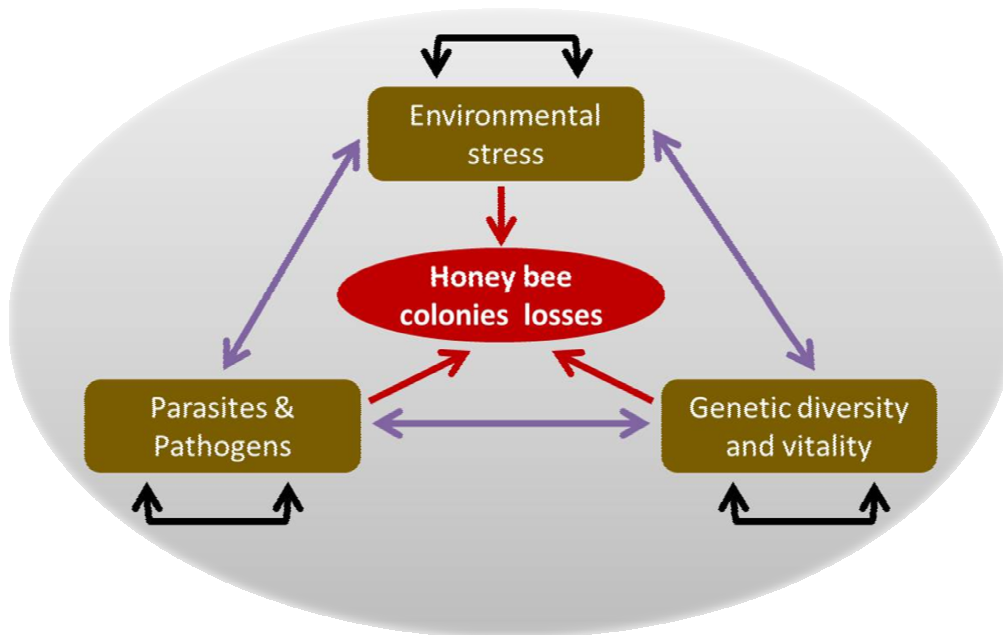 Environmental
stress
Honey bee
colonies losses
Parasites &
Pathogens
Genetic diversity
and vitality